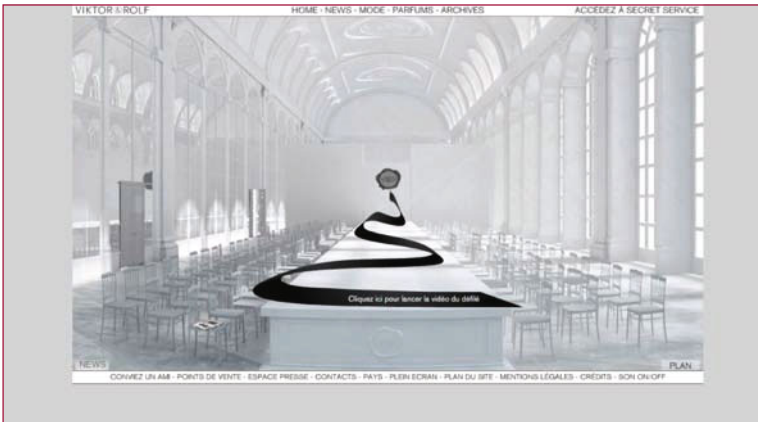 VIKTOR & ROLF
HOME - NEWS - MODE - PARFUMS - ARCHIVES
ACCÉDEZ À SECRET SERVICE
Cliquez ici pour lancer la vidéo du défilé
NEWS
PLAN
CONVIEZ UN AMI - POINTS DE VENTE - ESPACE PRESSE - CONTACTS - PAYS - PLEIN ECRAN - PLAN DU SITE - MENTIONS LÉGALES - CRÉDITS - SON ON/OFF